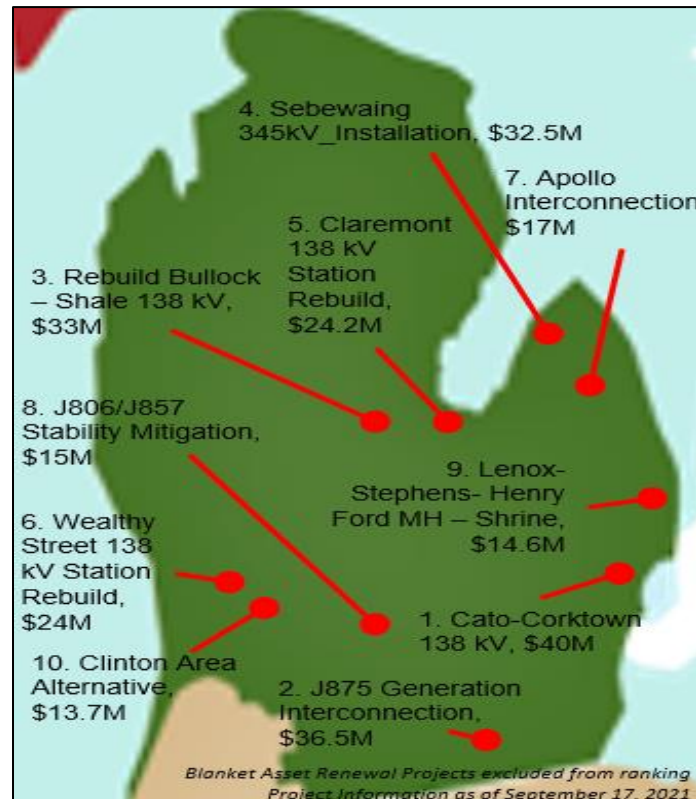 4. Sebewaing
345kV_Installation, $32.5M
7. Apollo
Interconnection
$17M
5. Claremont
138 kV
Station
Rebuild,
$24.2M
3. Rebuild Bullock
– Shale 138 kV,
$33M
8. J806/J857
Stability Mitigation,
$15M
9. Lenox-
Stephens- Henry
Ford MH – Shrine,
$14.6M
6. Wealthy
Street 138
kV Station
Rebuild,
$24M
1. Cato-Corktown
138 kV, $40M
10. Clinton Area
Alternative,
$13.7M
2. J875 Generation
Interconnection,
$36.5M
Blanket Asset Renewal Projects excluded from ranking
Project Information as of September 17, 2021